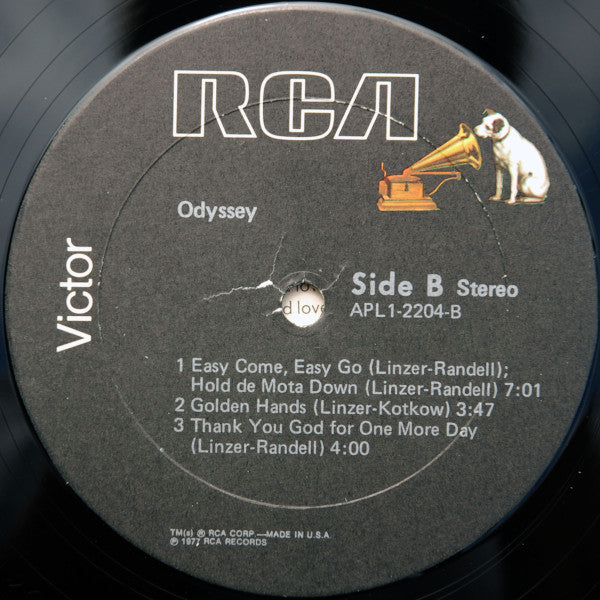 RCA
Odyssey
Victor
Side B Stereo
APL1-2204-B
d love
1 Easy Come, Easy Go (Linzer-Randell);
Hold de Mota Down (Linzer-Randell) 7:01
2 Golden Hands (Linzer-Kotkow) 3:47
3 Thank You God for One More Day
(Linzer-Randell) 4:00
TM(s) ® RCA CORP.—MADE IN U.S.A.
℗ 1977 RCA RECORDS